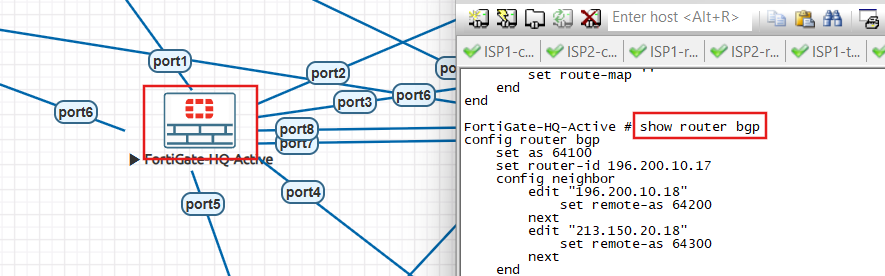 port1
port2
port3
port6
port6
port8
port7
FortiGate-HQ-Active
port5
port4
Enter host <Alt+R>
ISP1-c...
ISP2-c...
ISP1-r...
ISP2-r...
ISP1-t...
set route-map ''
end
end
FortiGate-HQ-Active # show router bgp
config router bgp
set as 64100
set router-id 196.200.10.17
config neighbor
edit "196.200.10.18"
set remote-as 64200
next
edit "213.150.20.18"
set remote-as 64300
next
end